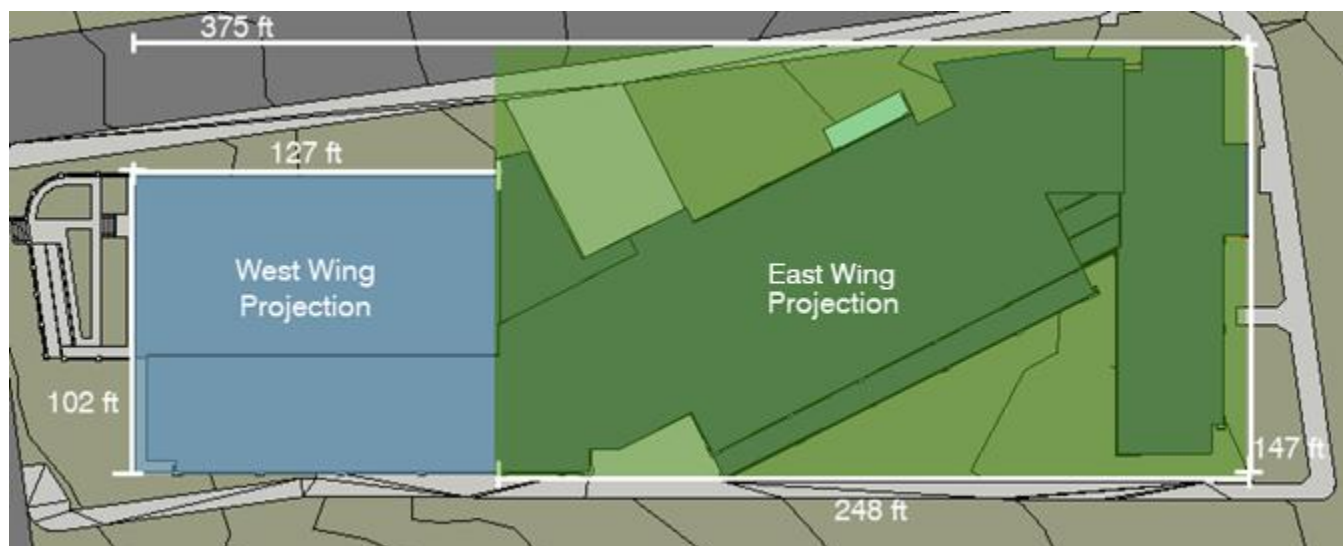 375 ft
127 ft
West Wing
Projection
East Wing
Projection
102 ft
147 ft
248 ft